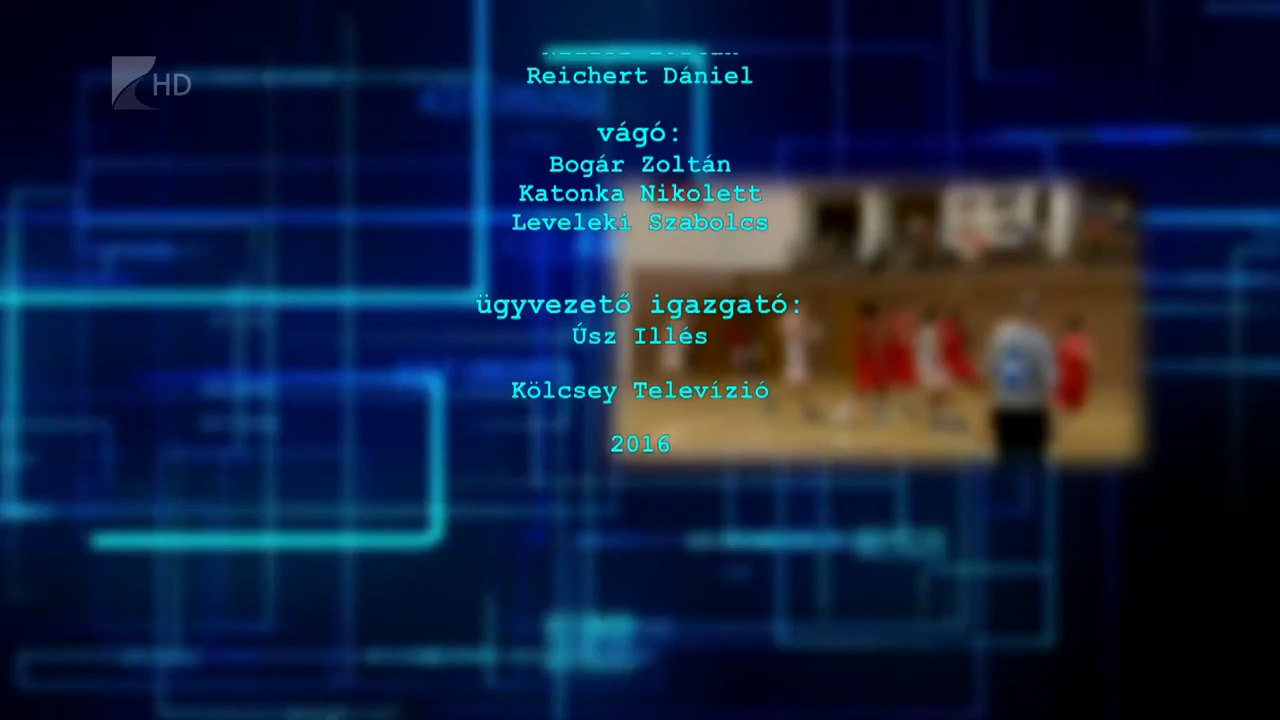 HD
Reichert Dániel
vágó:
Bogár Zoltán
Katonka Nikolett
Leveleki Szabolcs
ügyvezető igazgató:
Úsz Illés
Kölcsey Televízió
2016